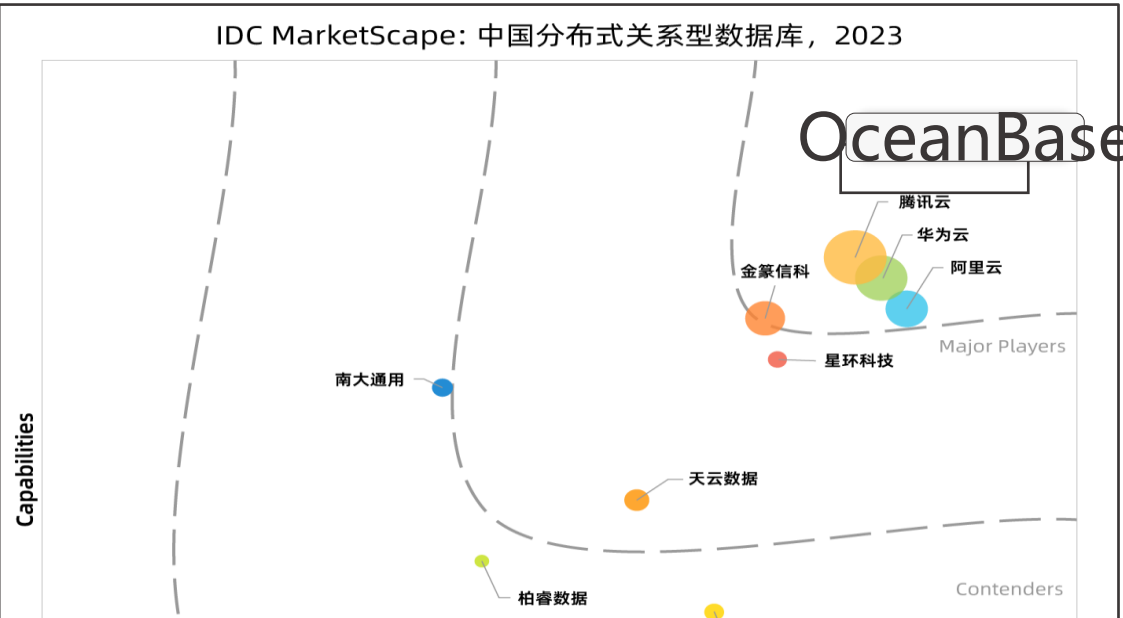 IDC MarketScape: 中国分布式关系型数据库，2023
OceanBase
腾讯云
华为云
阿里云
金篆信科
Major Players
星环科技
南大通用
Capabilities
天云数据
Contenders
柏睿数据